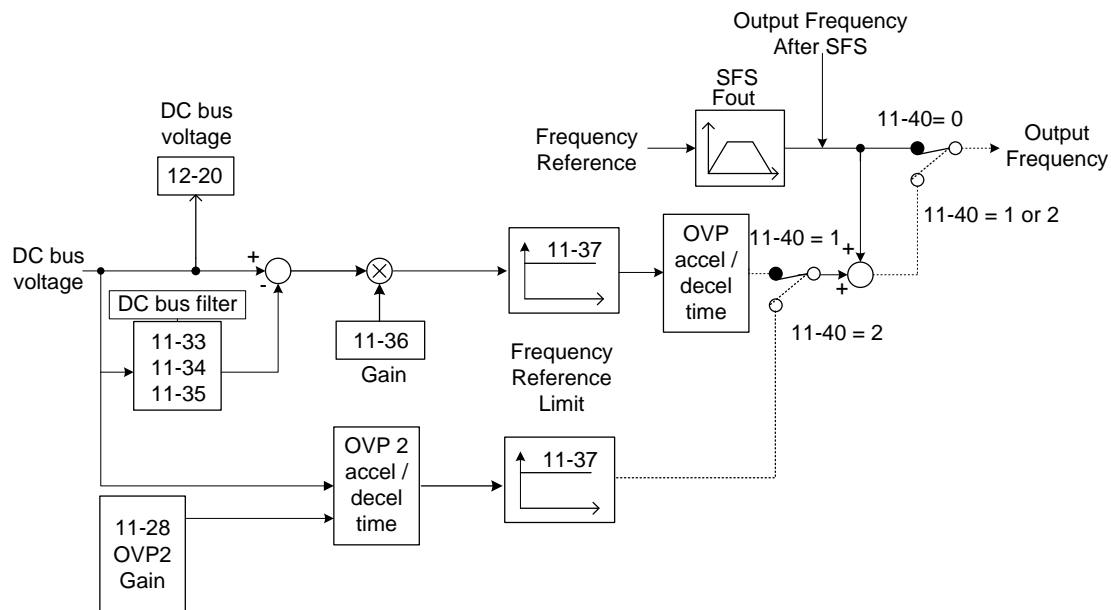 Output Frequency
After SFS
SFS
Fout
11-40= 0
Frequency
Reference
Output
Frequency
DC bus
voltage
12-20
11-40 = 1 or 2
DC bus
voltage
+
-
11-37
OVP
accel /
decel
time
11-40 = 1
+
+
DC bus filter
11-33
11-34
11-35
11-36
Gain
11-40 = 2
Frequency
Reference
Limit
OVP 2
accel /
decel
time
11-37
11-28
OVP2
Gain